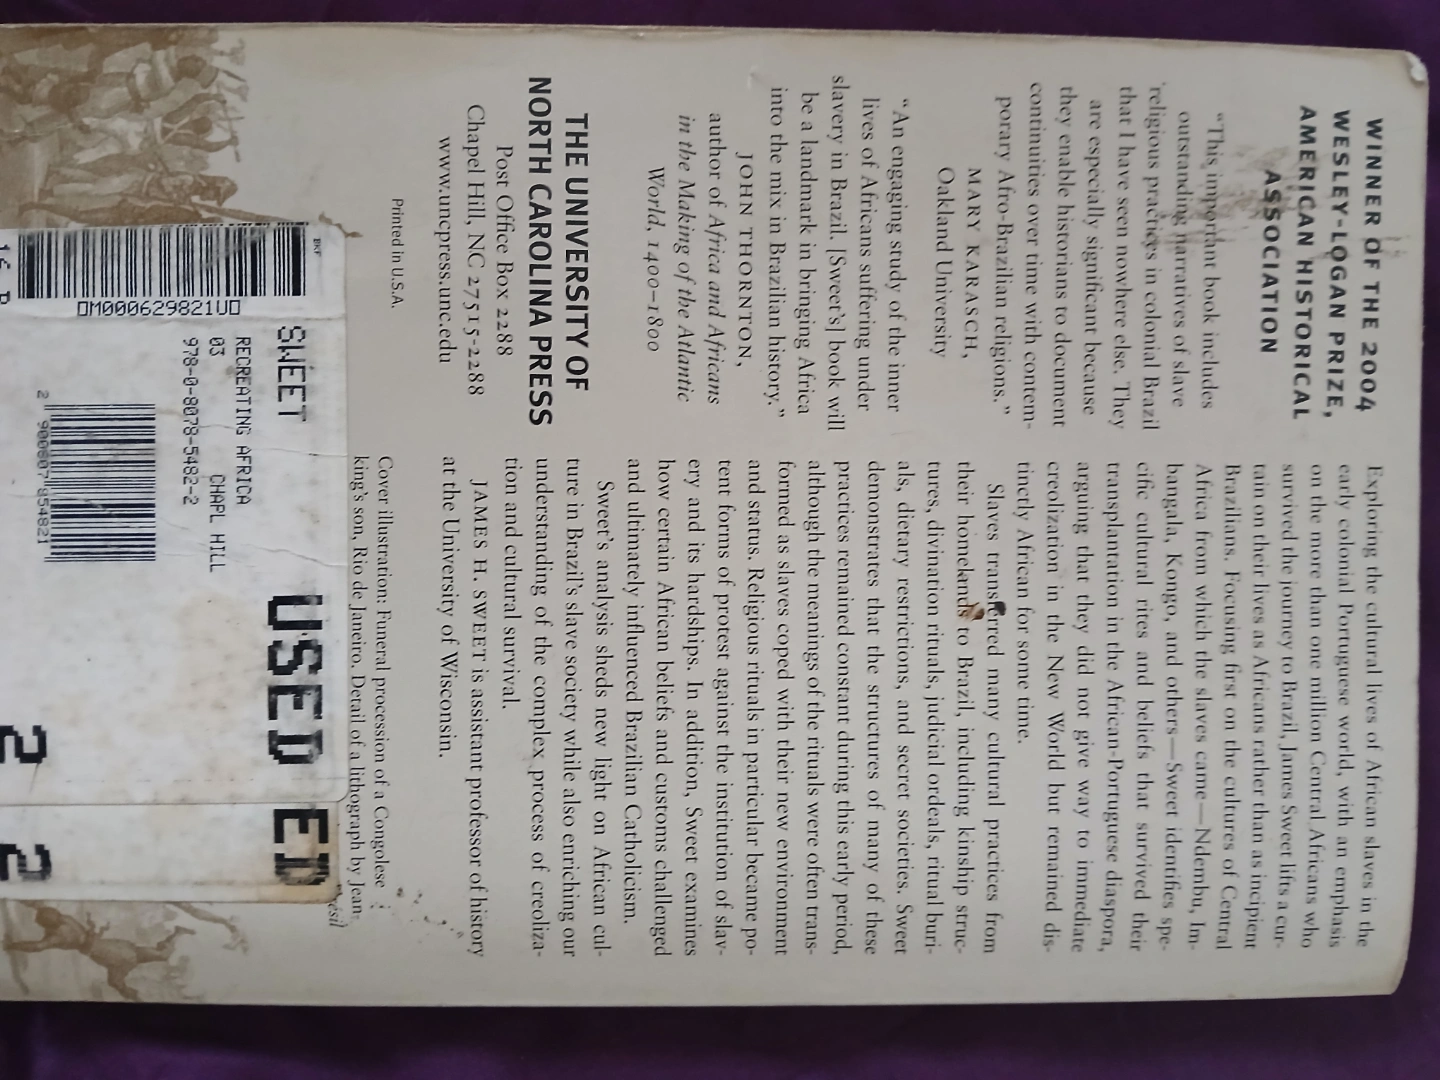 WINNER OF THE 2004
WESLEY-LOGAN PRIZE,
AMERICAN HISTORICAL
ASSOCIATION
“This important book includes
outstanding narratives of slave
religious practices in colonial Brazil
that I have seen nowhere else. They
are especially significant because
they enable historians to document
continuities over time with contem-
porary Afro-Brazilian religions.”
MARY KARASCH,
Oakland University
“An engaging study of the inner
lives of Africans suffering under
slavery in Brazil. [Sweet's] book will
be a landmark in bringing Africa
into the mix in Brazilian history.”
JOHN THORNTON,
author of Africa and Africans
in the Making of the Atlantic
World, 1400–1800
THE UNIVERSITY OF
NORTH CAROLINA PRESS
Post Office Box 2288
Chapel Hill, NC 27515-2288
www.uncpress.unc.edu
Printed in U.S.A.
Exploring the cultural lives of African slaves in the
early colonial Portuguese world, with an emphasis
on the more than one million Central Africans who
survived the journey to Brazil, James Sweet lifts a cur-
tain on their lives as Africans rather than as incipient
Brazilians. Focusing first on the cultures of Central
Africa from which the slaves came—Ndembu, Im-
bangala, Kongo, and others—Sweet identifies spe-
cific cultural rites and beliefs that survived their
transplantation in the African-Portuguese diaspora,
arguing that they did not give way to immediate
creolization in the New World but remained dis-
tinctly African for some time.
Slaves transferred many cultural practices from
their homelands to Brazil, including kinship struc-
tures, divination rituals, judicial ordeals, ritual buri-
als, dietary restrictions, and secret societies. Sweet
demonstrates that the structures of many of these
practices remained constant during this early period,
although the meanings of the rituals were often trans-
formed as slaves coped with their new environment
and status. Religious rituals in particular became po-
tent forms of protest against the institution of slav-
ery and its hardships. In addition, Sweet examines
how certain African beliefs and customs challenged
and ultimately influenced Brazilian Catholicism.
Sweet's analysis sheds new light on African cul-
ture in Brazil's slave society while also enriching our
understanding of the complex process of creoliza-
tion and cultural survival.
JAMES H. SWEET is assistant professor of history
at the University of Wisconsin.
Cover illustration: Funeral procession of a Congolese
king's son, Rio de Janeiro. Detail of a lithograph by Jean-
BKF
0M000629821U0
SWEET
RECREATING AFRICA
03 CHAPL HILL
978-0-8078-5482-2
2 900807 854821
USED
ED
2
2